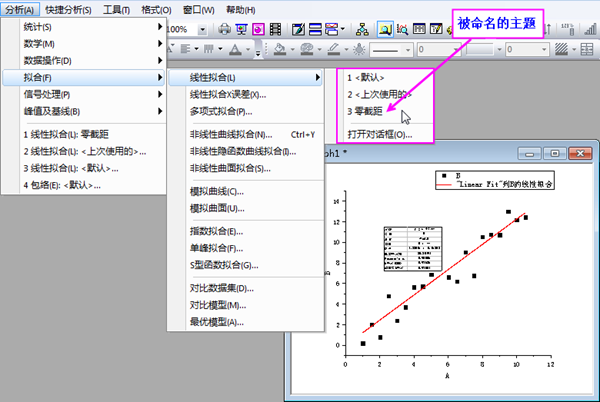 分析(A)
快捷分析(S)
工具(T)
格式(O)
窗口(W)
帮助(H)
100%
统计(S)
数学(M)
数据操作(D)
拟合(F)
信号处理(P)
峰值及基线(B)
1 线性拟合(L): 零截距
2 线性拟合(L): <上次使用的>...
3 线性拟合(L): <默认>...
4 包络(E): <默认>...
线性拟合(L)
线性拟合X误差(X)...
多项式拟合(P)...
非线性曲线拟合(N)... Ctrl+Y
非线性隐函数曲线拟合(I)...
非线性曲面拟合(S)...
模拟曲线(C)...
模拟曲面(U)...
指数拟合(E)...
单峰拟合(F)...
S型函数拟合(G)...
对比数据集(D)...
对比模型(M)...
最优模型(A)...
被命名的主题
1 <默认>
2 <上次使用的>
3 零截距
打开对话框(O)...
0
0
ph1 *
B
"Linear Fit"列B的线性拟合
14
12
10
8
6
4
2
0
0 2 4 6 8 10 12
A
B